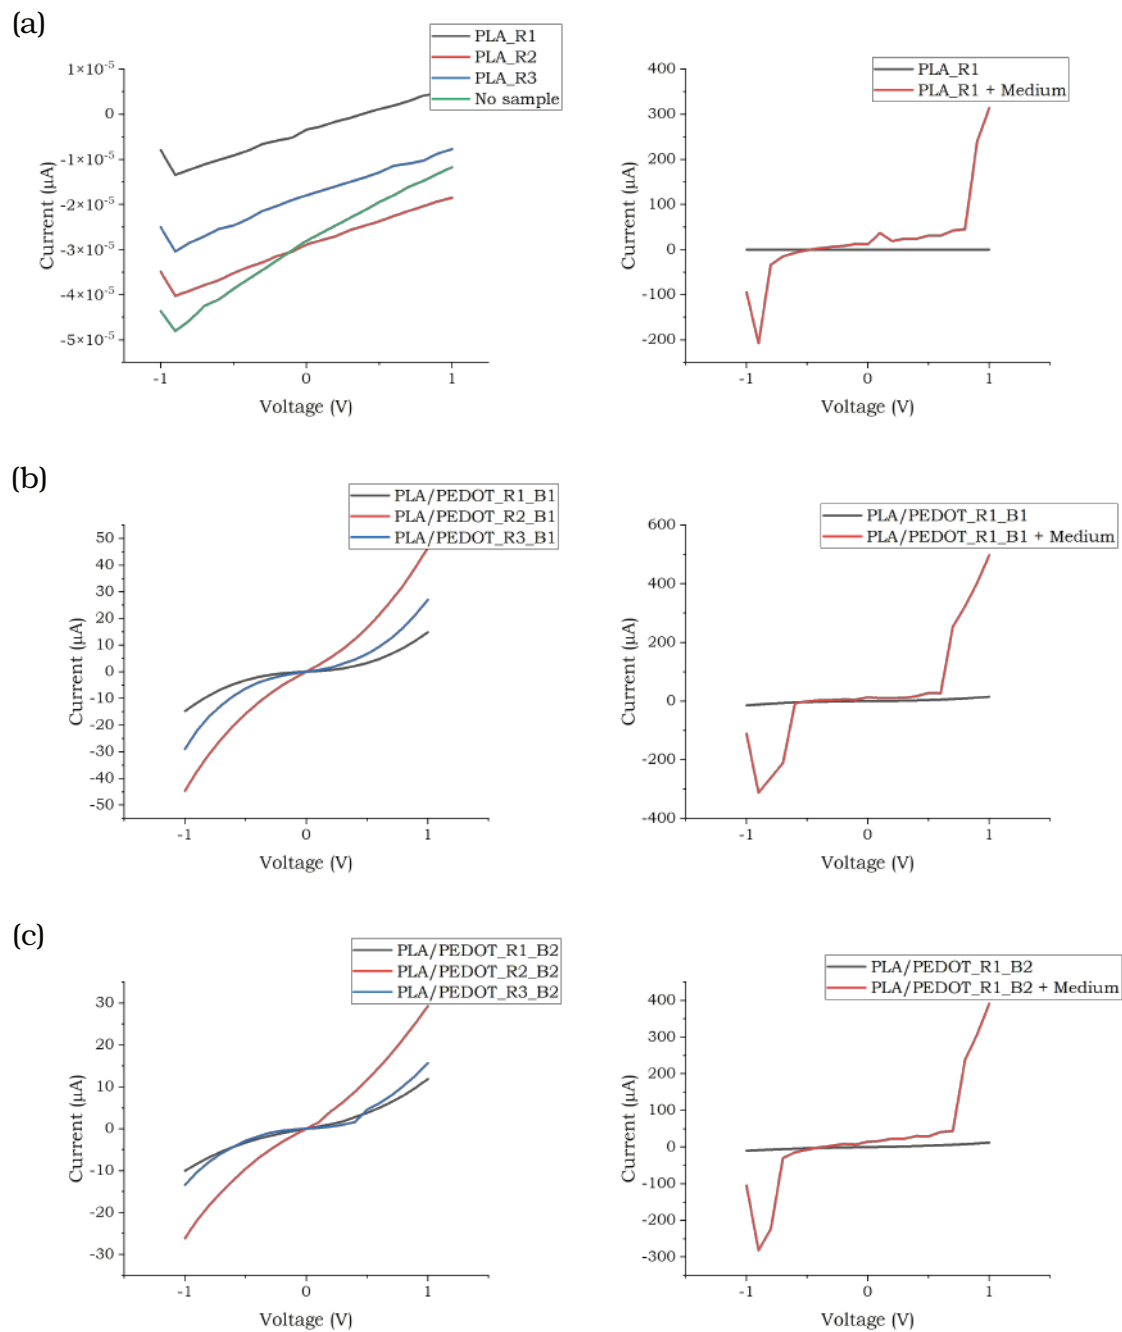 (a)
PLA_R1
PLA_R2
PLA_R3
No sample
1×10⁻⁵
0
-1×10⁻⁵
-2×10⁻⁵
-3×10⁻⁵
-4×10⁻⁵
-5×10⁻⁵
Current (μA)
-1 0 1
Voltage (V)
PLA_R1
PLA_R1 + Medium
400
300
200
100
0
-100
-200
Current (μA)
-1 0 1
Voltage (V)
(b)
PLA/PEDOT_R1_B1
PLA/PEDOT_R2_B1
PLA/PEDOT_R3_B1
50
40
30
20
10
0
-10
-20
-30
-40
-50
Current (μA)
-1 0 1
Voltage (V)
PLA/PEDOT_R1_B1
PLA/PEDOT_R1_B1 + Medium
600
400
200
0
-200
-400
Current (μA)
-1 0 1
Voltage (V)
(c)
PLA/PEDOT_R1_B2
PLA/PEDOT_R2_B2
PLA/PEDOT_R3_B2
30
20
10
0
-10
-20
-30
Current (μA)
-1 0 1
Voltage (V)
PLA/PEDOT_R1_B2
PLA/PEDOT_R1_B2 + Medium
400
300
200
100
0
-100
-200
-300
Current (μA)
-1 0 1
Voltage (V)